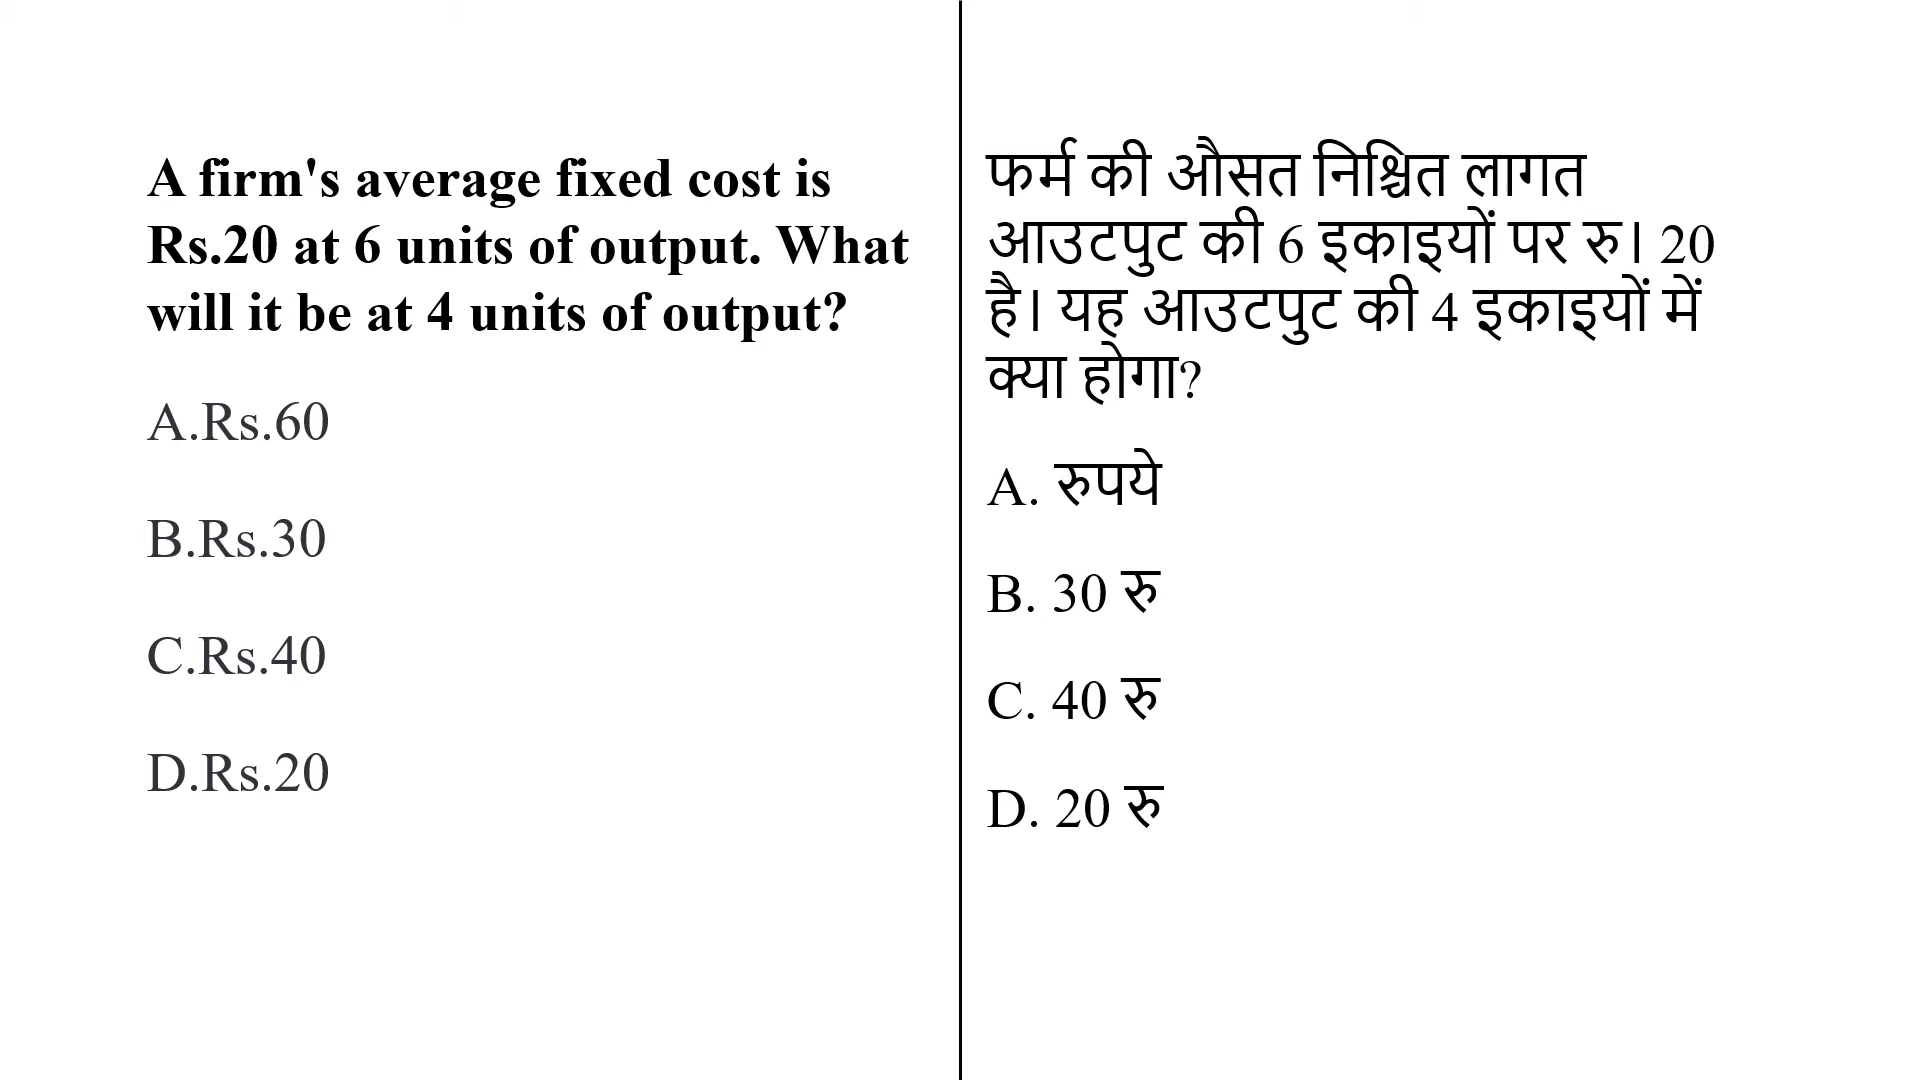 A firm's average fixed cost is
Rs.20 at 6 units of output. What
will it be at 4 units of output?
A.Rs.60
B.Rs.30
C.Rs.40
D.Rs.20
फर्म की औसत निश्चित लागत
आउटपुट की 6 इकाइयों पर रु। 20
है। यह आउटपुट की 4 इकाइयों में
क्या होगा?
A. रुपये
B. 30 रु
C. 40 रु
D. 20 रु